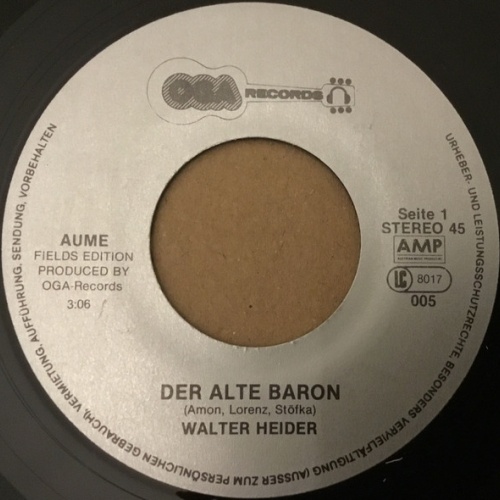 OGA RECORDS
AUME
FIELDS EDITION
PRODUCED BY
OGA-Records
3:06
Seite 1
STEREO 45
AMP
LC 8017
005
DER ALTE BARON
(Amon, Lorenz, Stöfka)
WALTER HEIDER
URHEBER- UND LEISTUNGSSCHUTZRECHTE, BESONDERS VERVIELFÄLTIGUNG (AUSSER ZUM PERSÖNLICHEN GEBRAUCH), VERMIETUNG, AUFFÜHRUNG, SENDUNG, VORBEHALTEN